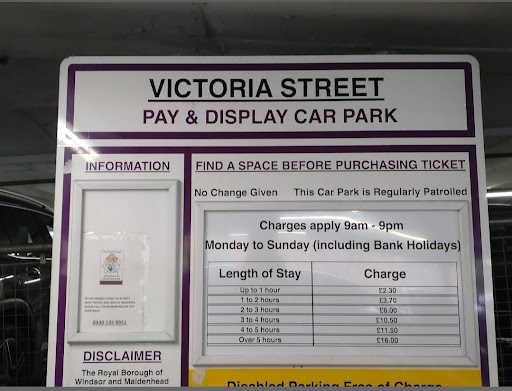 VICTORIA STREET
PAY & DISPLAY CAR PARK
INFORMATION
0330 135 8951
DISCLAIMER
The Royal Borough of
Windsor and Maidenhead
FIND A SPACE BEFORE PURCHASING TICKET
No Change Given This Car Park is Regularly Patrolled
Charges apply 9am - 9pm
Monday to Sunday (including Bank Holidays)
Length of Stay Charge
Up to 1 hour £2.30
1 to 2 hours £3.70
2 to 3 hours £6.00
3 to 4 hours £10.50
4 to 5 hours £11.50
Over 5 hours £16.00
Disabled Parking Free of Charge